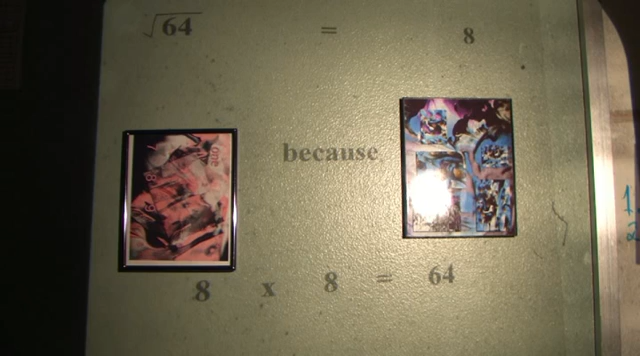 √64 = 8
because
8 x 8 = 64